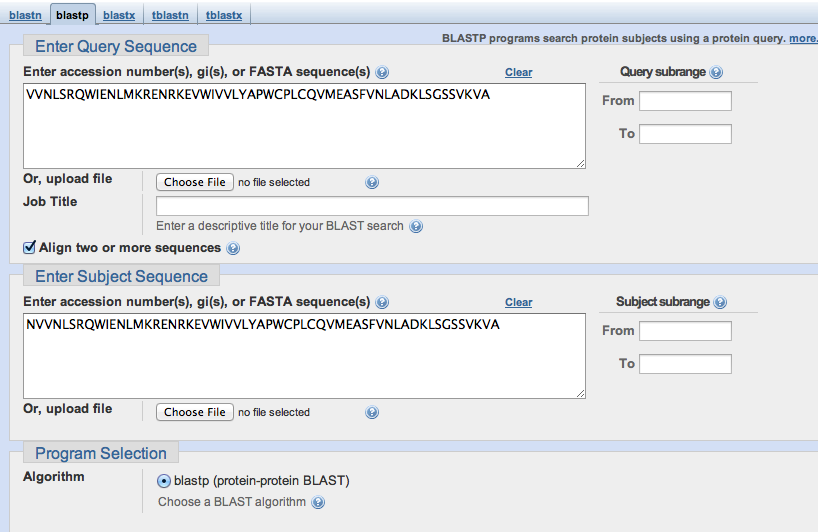 blastn blastp blastx tblastn tblastx
BLASTP programs search protein subjects using a protein query. more.
Enter Query Sequence
Enter accession number(s), gi(s), or FASTA sequence(s) ? Clear Query subrange ?
VVNLSRQWIENLMKRENRKEVWIVVLYAPWCPLCQVMEASFVNLADKLSGSSVKVA
From
To
Or, upload file Choose File no file selected ?
Job Title
Enter a descriptive title for your BLAST search ?
Align two or more sequences ?
Enter Subject Sequence
Enter accession number(s), gi(s), or FASTA sequence(s) ? Clear Subject subrange ?
NVVNLSRQWIENLMKRENRKEVWIVVLYAPWCPLCQVMEASFVNLADKLSGSSVKVA
From
To
Or, upload file Choose File no file selected ?
Program Selection
Algorithm blastp (protein-protein BLAST)
Choose a BLAST algorithm ?